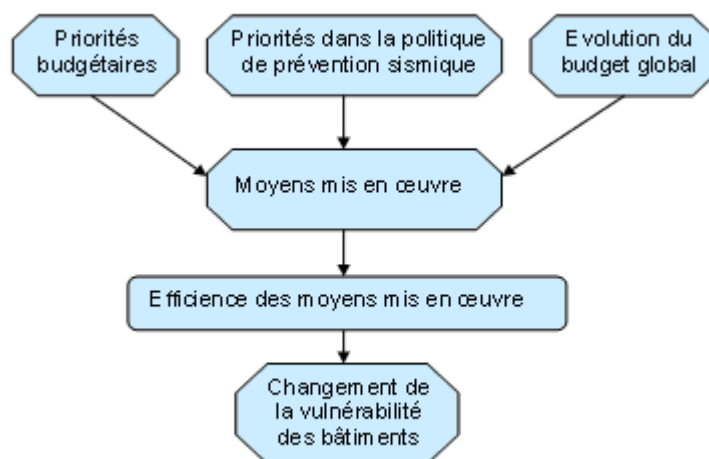 Priorités
budgétaires
Priorités dans la politique
de prévention sismique
Evolution du
budget global
Moyens mis en œuvre
Efficience des moyens mis en œuvre
Changement de
la vulnérabilité
des bâtiments